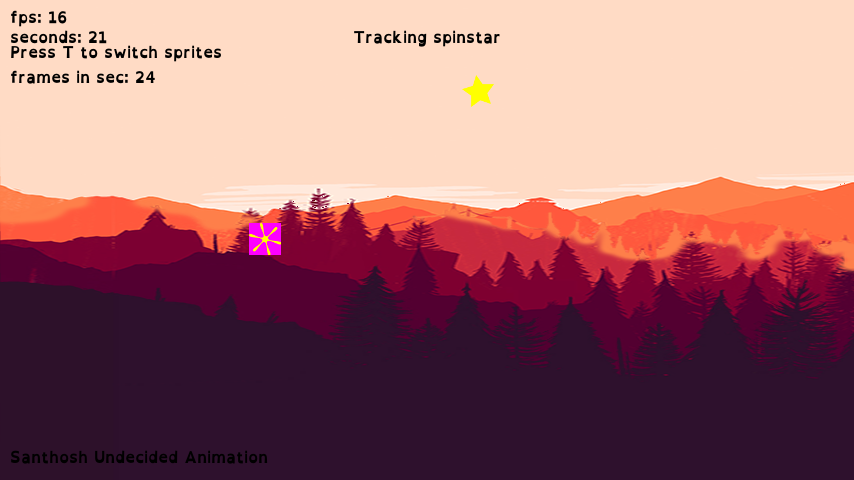 fps: 16
seconds: 21
Press T to switch sprites
frames in sec: 24
Tracking spinstar
Santhosh Undecided Animation